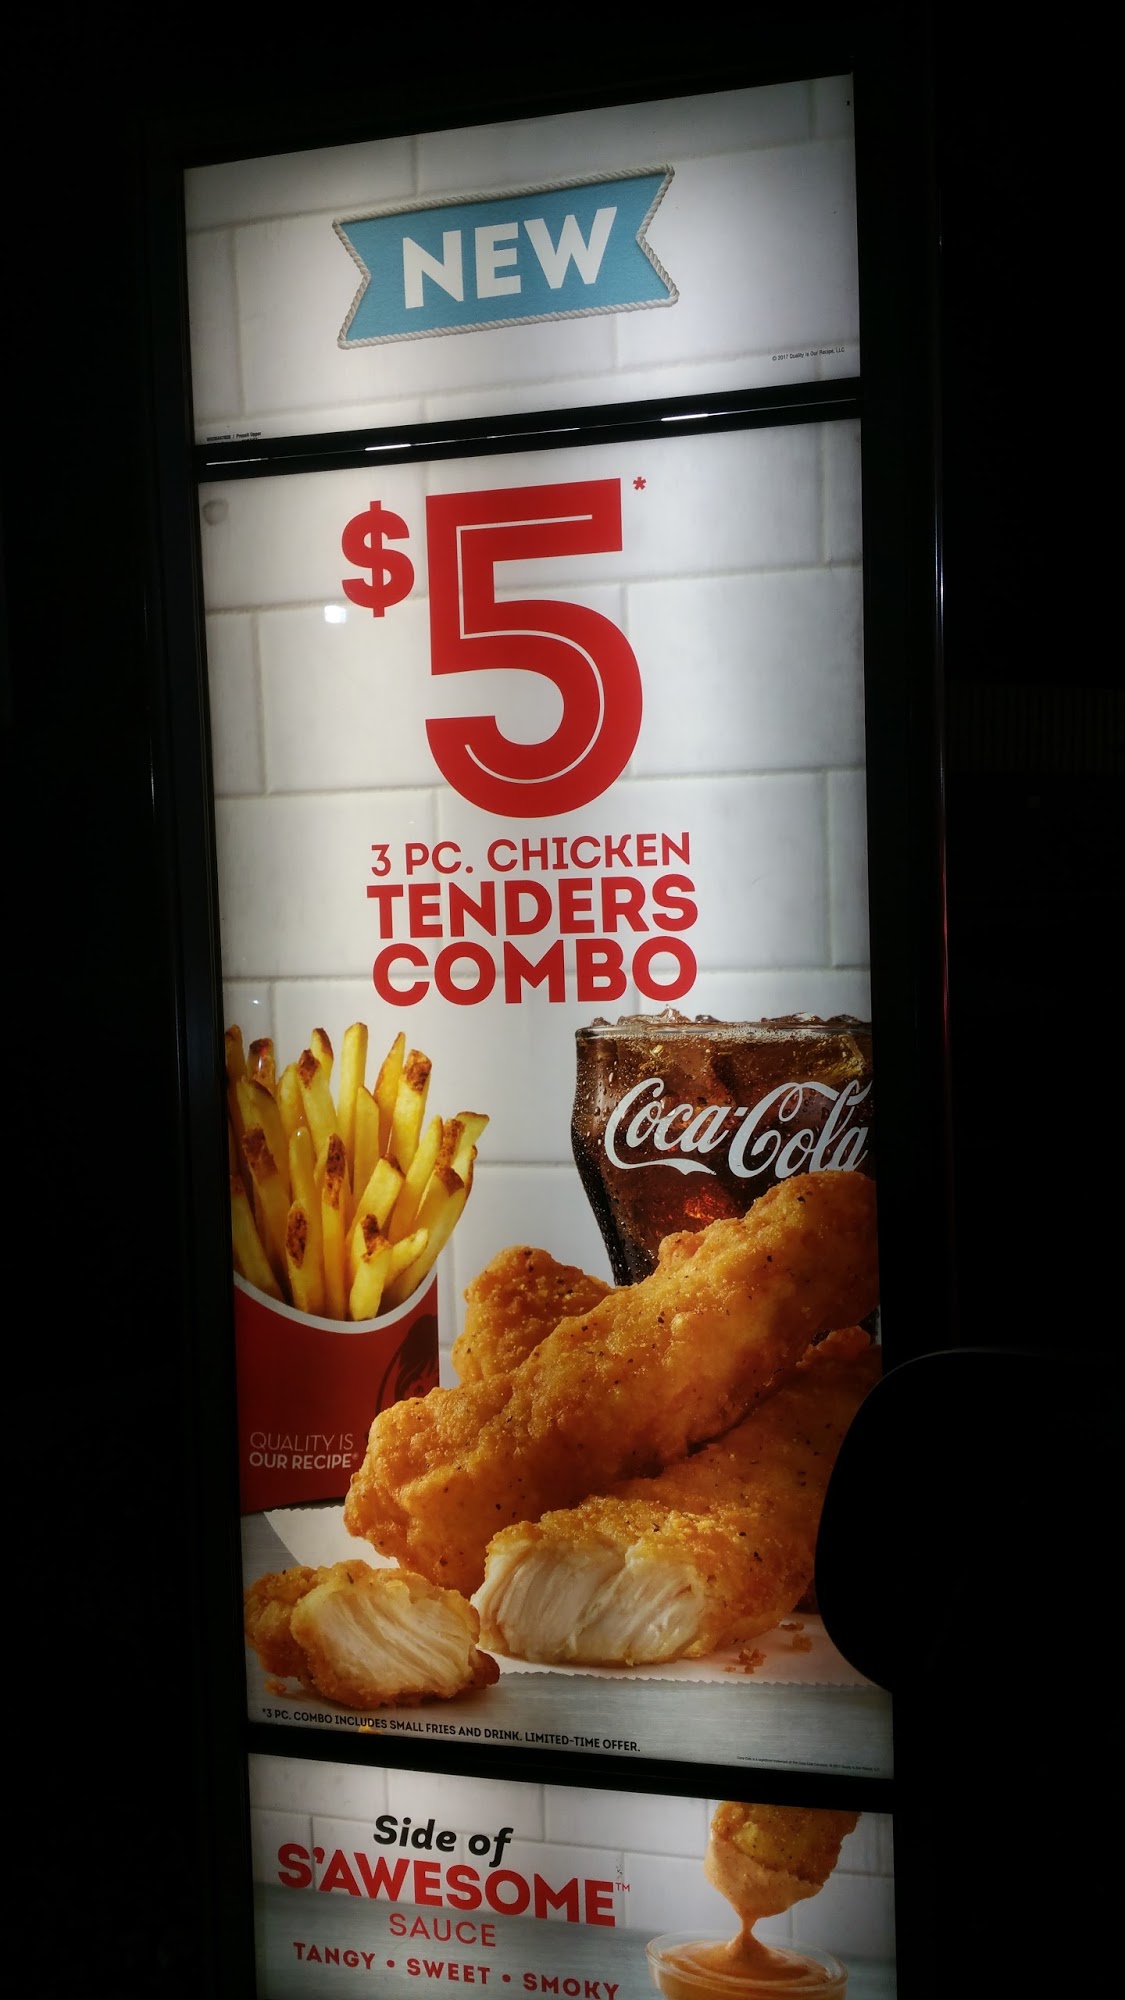 NEW
© 2017 Quality is Our Recipe, LLC
$5*
3 PC. CHICKEN
TENDERS
COMBO
Coca-Cola
QUALITY IS
OUR RECIPE®
*3 PC. COMBO INCLUDES SMALL FRIES AND DRINK. LIMITED-TIME OFFER.
Side of
S'AWESOME™
SAUCE
TANGY • SWEET • SMOKY